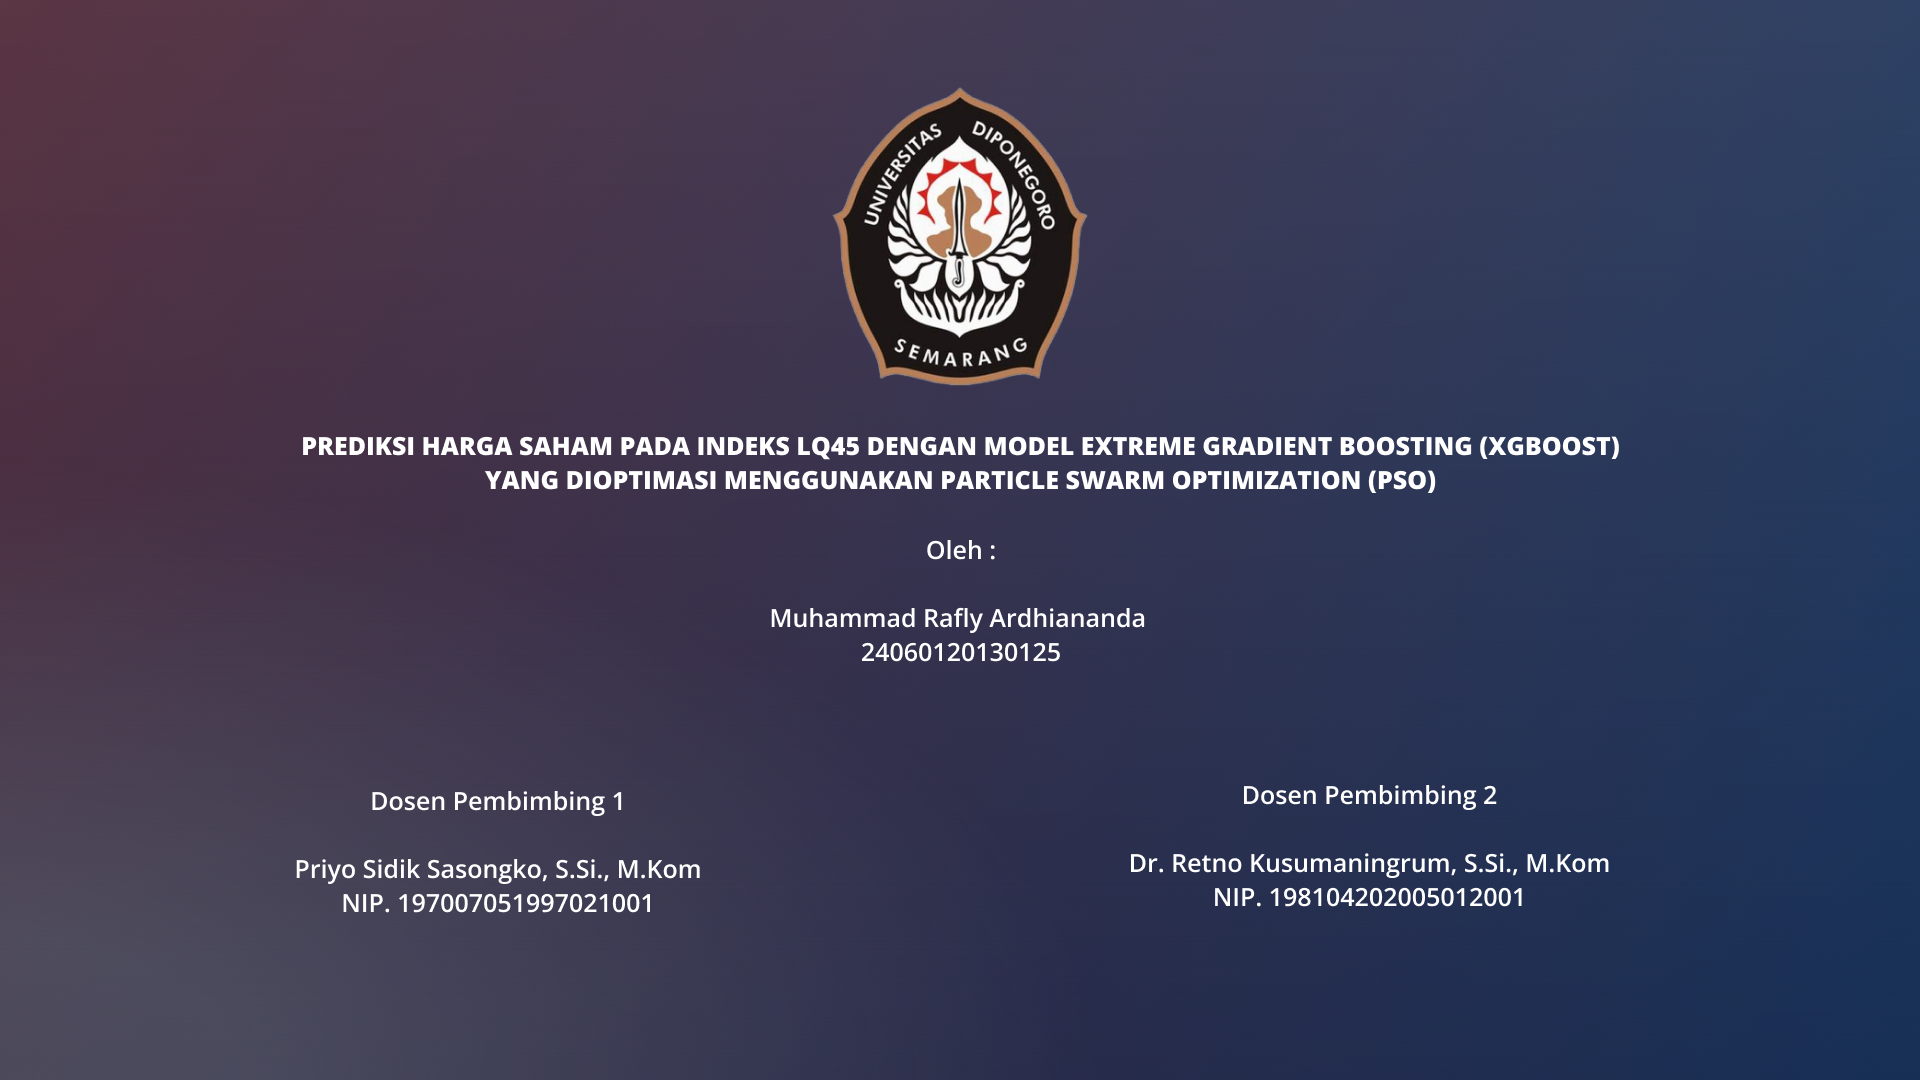 UNIVERSITAS DIPONEGORO
SEMARANG
PREDIKSI HARGA SAHAM PADA INDEKS LQ45 DENGAN MODEL EXTREME GRADIENT BOOSTING (XGBOOST)
YANG DIOPTIMASI MENGGUNAKAN PARTICLE SWARM OPTIMIZATION (PSO)
Oleh :
Muhammad Rafly Ardhiananda
24060120130125
Dosen Pembimbing 1
Priyo Sidik Sasongko, S.Si., M.Kom
NIP. 197007051997021001
Dosen Pembimbing 2
Dr. Retno Kusumaningrum, S.Si., M.Kom
NIP. 198104202005012001